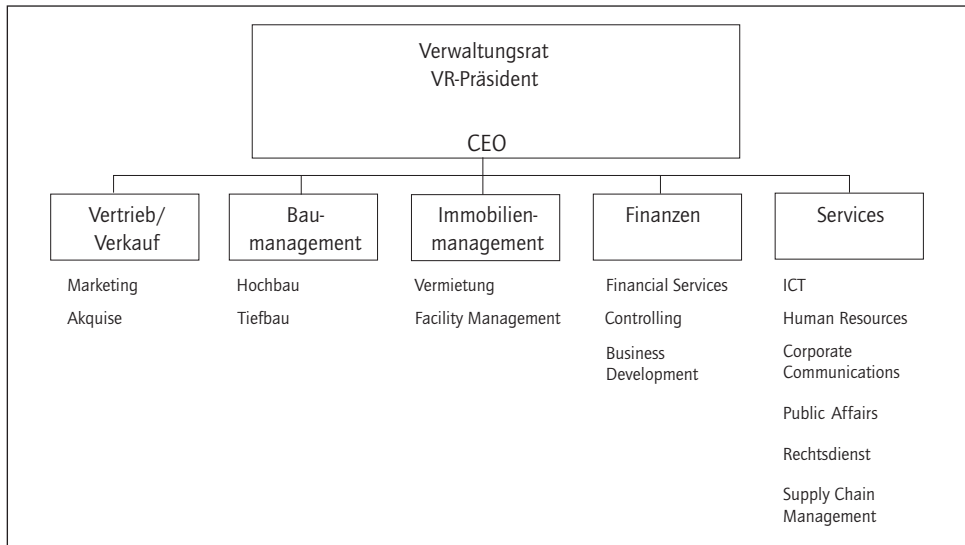 Verwaltungsrat
VR-Präsident
CEO
Vertrieb/
Verkauf
Marketing
Akquise
Bau-
management
Hochbau
Tiefbau
Immobilien-
management
Vermietung
Facility Management
Finanzen
Financial Services
Controlling
Business
Development
Services
ICT
Human Resources
Corporate
Communications
Public Affairs
Rechtsdienst
Supply Chain
Management